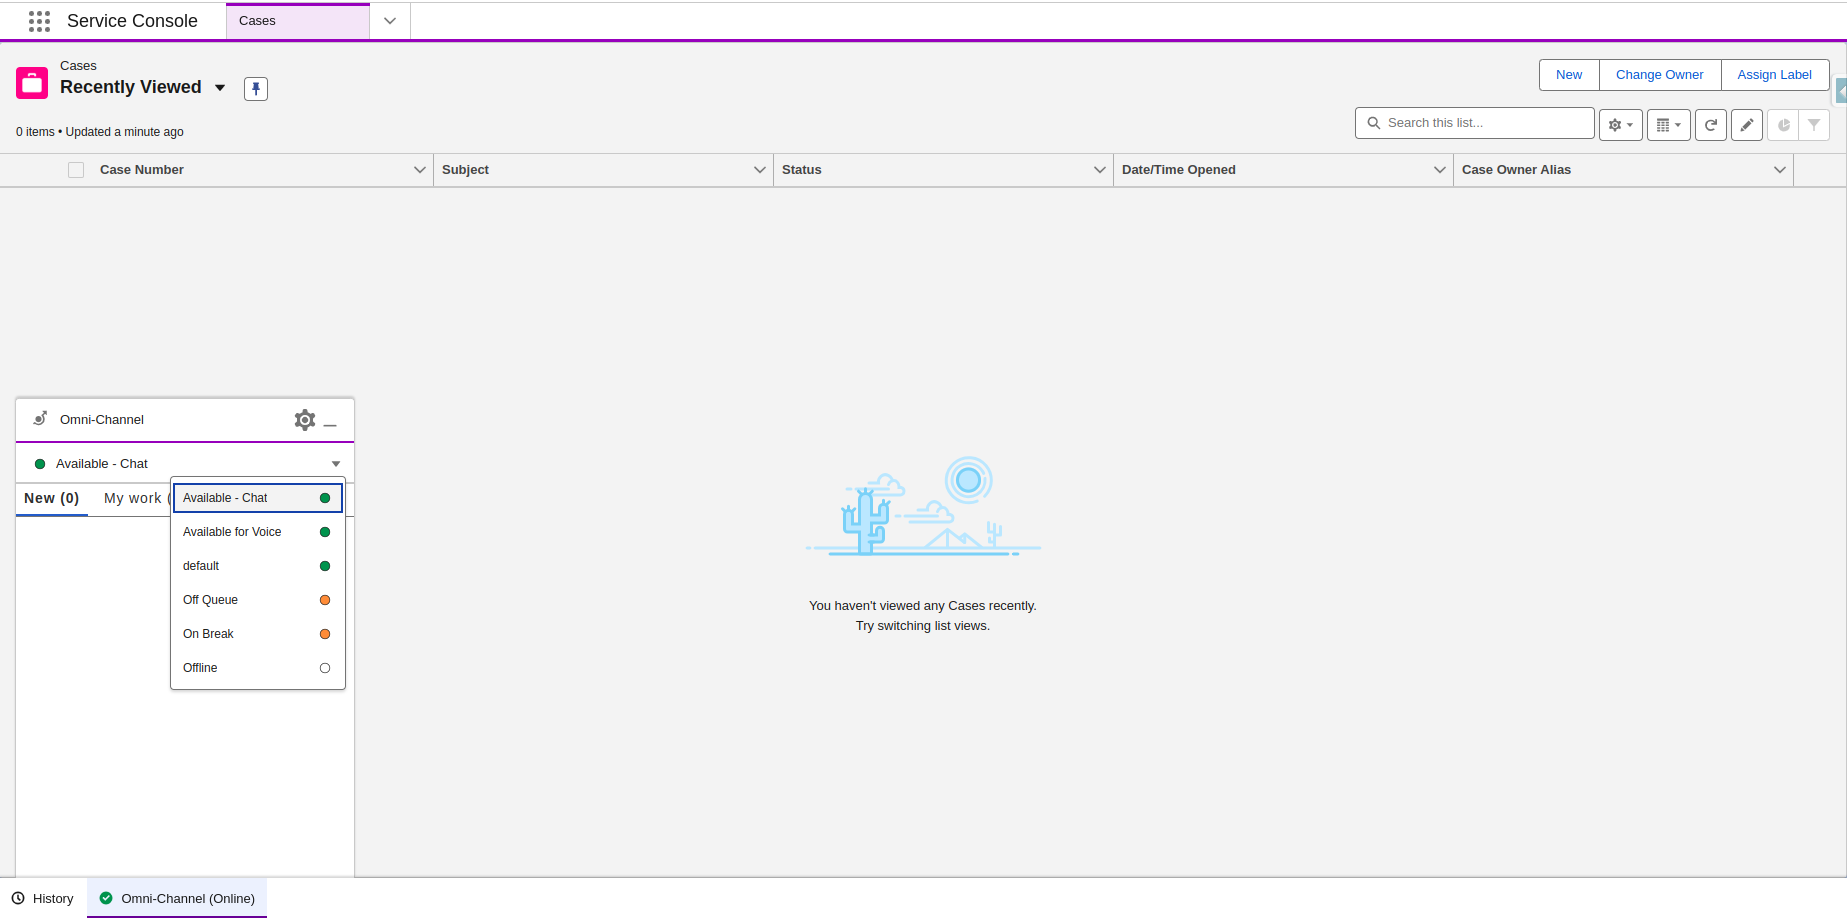 Service Console
Cases
Cases
Recently Viewed
New
Change Owner
Assign Label
0 items • Updated a minute ago
Search this list...
Case Number
Subject
Status
Date/Time Opened
Case Owner Alias
Omni-Channel
Available - Chat
New (0)
My work (
Available - Chat
Available for Voice
default
Off Queue
On Break
Offline
You haven't viewed any Cases recently.
Try switching list views.
History
Omni-Channel (Online)